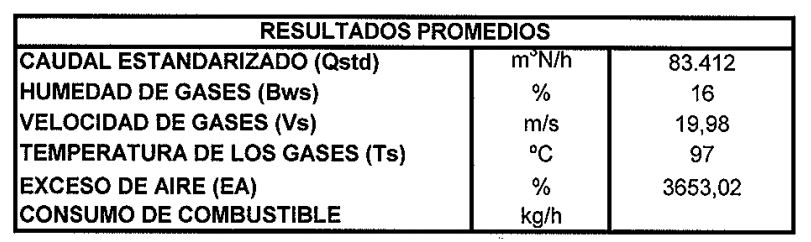 RESULTADOS PROMEDIOS
CAUDAL ESTANDARIZADO (Qstd) m³N/h 83.412
HUMEDAD DE GASES (Bws) % 16
VELOCIDAD DE GASES (Vs) m/s 19,98
TEMPERATURA DE LOS GASES (Ts) ºC 97
EXCESO DE AIRE (EA) % 3653,02
CONSUMO DE COMBUSTIBLE kg/h